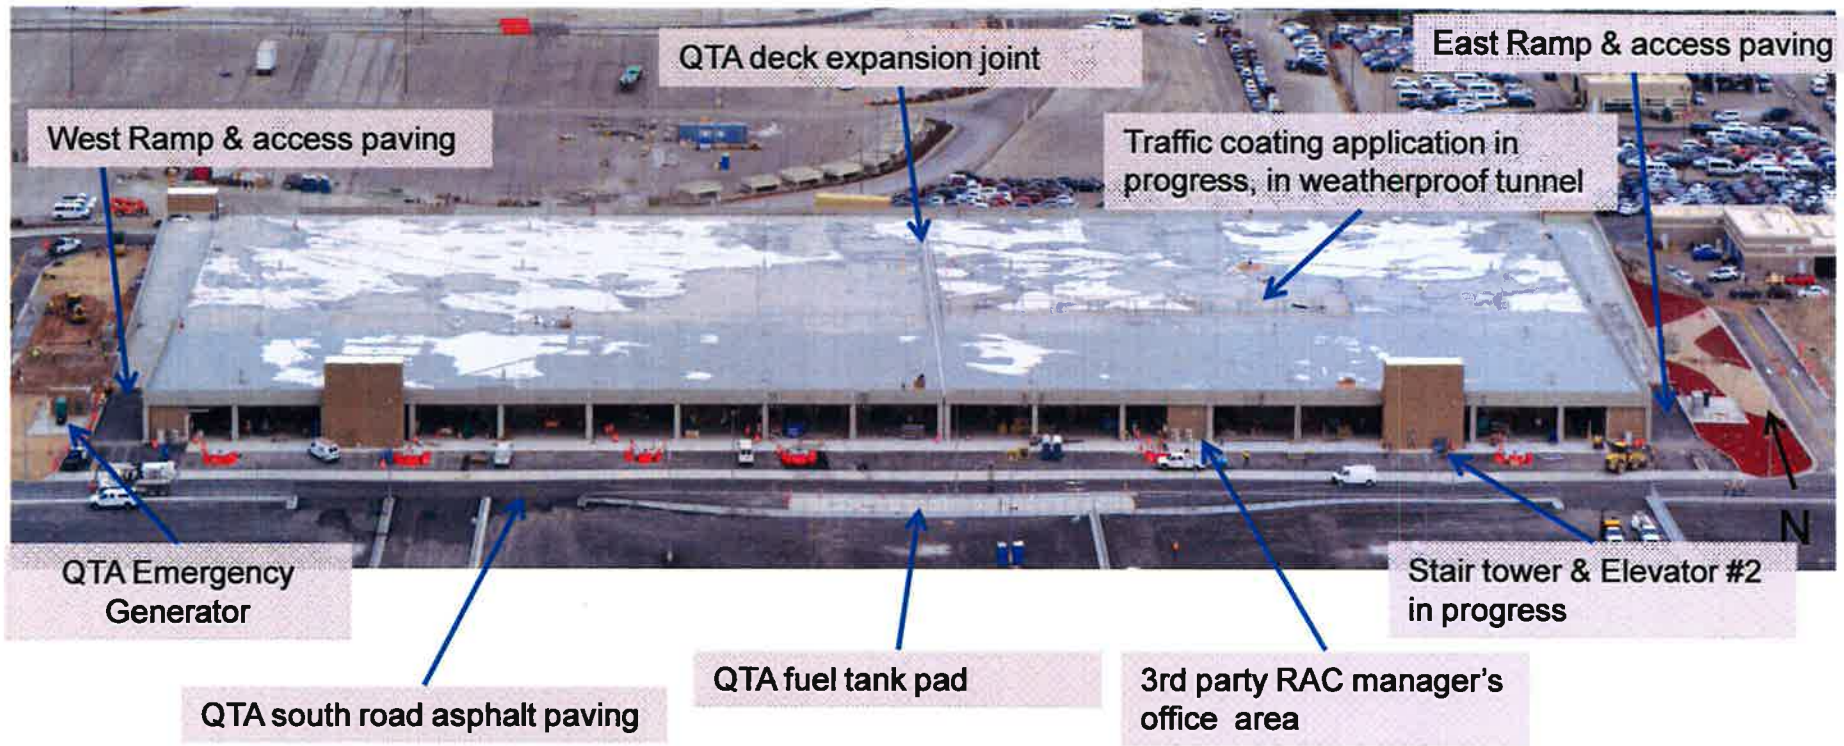 QTA deck expansion joint
East Ramp & access paving
West Ramp & access paving
Traffic coating application in
progress, in weatherproof tunnel
N
QTA Emergency
Generator
Stair tower & Elevator #2
in progress
QTA fuel tank pad
3rd party RAC manager's
office area
QTA south road asphalt paving